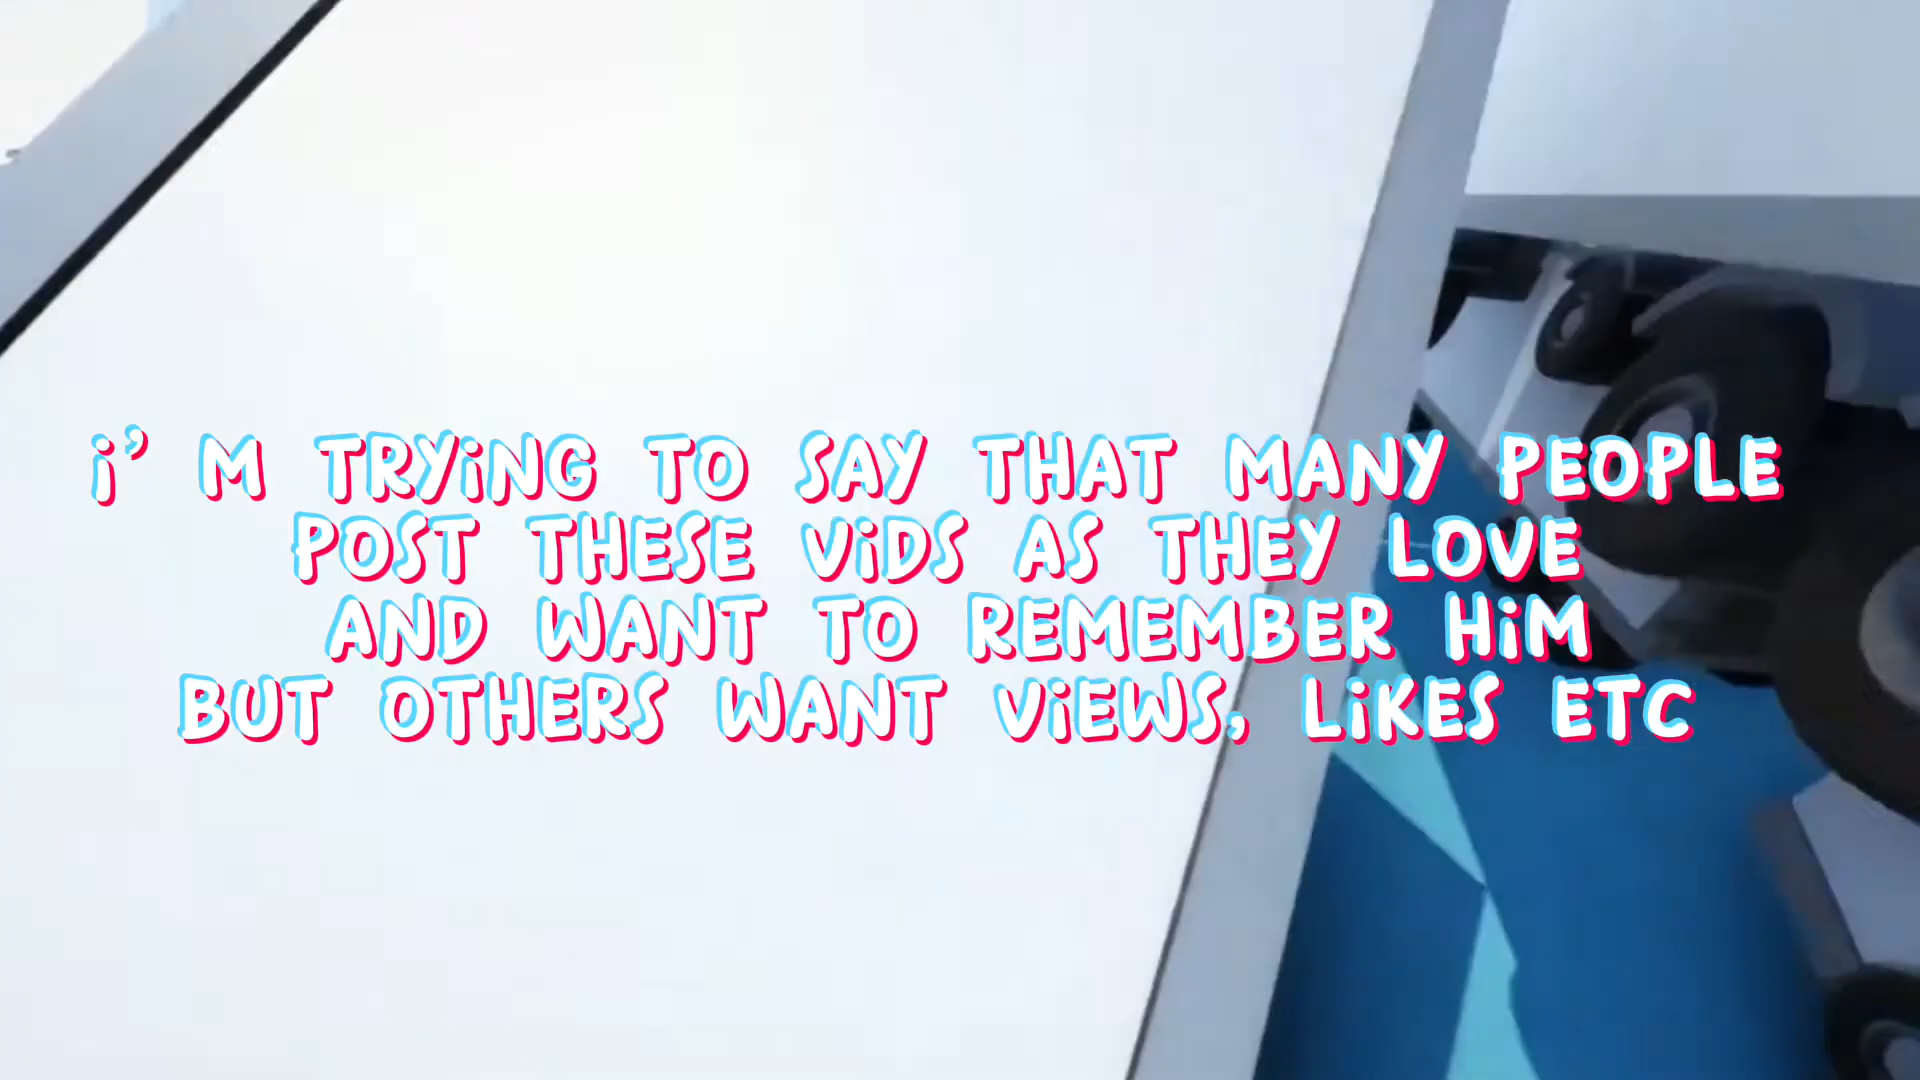 i' M TRYiNG TO SAY THAT MANY PEOPLE
POST THESE ViDS AS THEY LOVE
AND WANT TO REMEMBER HiM
BUT OTHERS WANT ViEWS, LiKES ETC